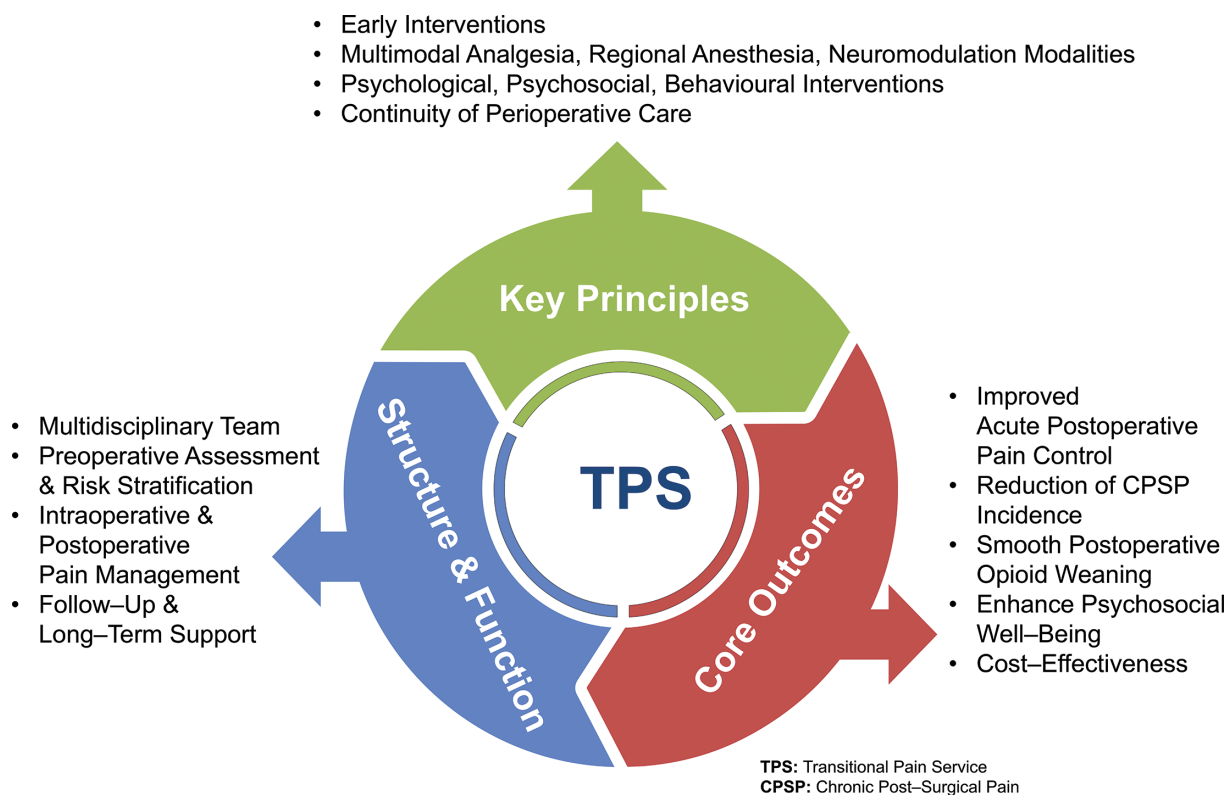 • Early Interventions
• Multimodal Analgesia, Regional Anesthesia, Neuromodulation Modalities
• Psychological, Psychosocial, Behavioural Interventions
• Continuity of Perioperative Care
Key Principles
• Multidisciplinary Team
• Preoperative Assessment
& Risk Stratification
• Intraoperative &
Postoperative
Pain Management
• Follow–Up &
Long–Term Support
Structure & Function
TPS
Core Outcomes
• Improved
Acute Postoperative
Pain Control
• Reduction of CPSP
Incidence
• Smooth Postoperative
Opioid Weaning
• Enhance Psychosocial
Well–Being
• Cost–Effectiveness
TPS: Transitional Pain Service
CPSP: Chronic Post–Surgical Pain